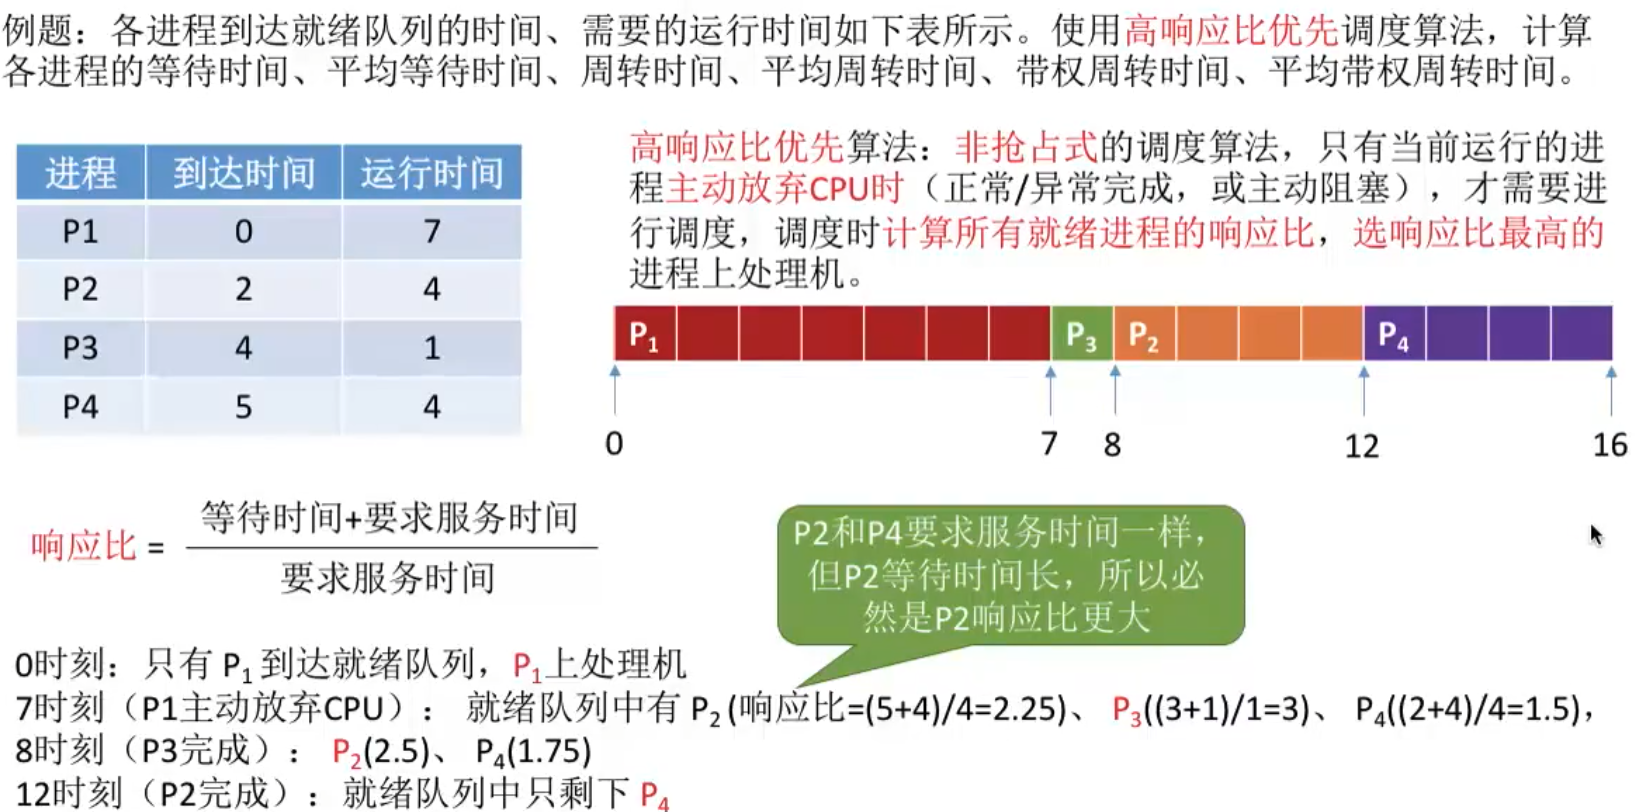 例题：各进程到达就绪队列的时间、需要的运行时间如下表所示。使用高响应比优先调度算法，计算
各进程的等待时间、平均等待时间、周转时间、平均周转时间、带权周转时间、平均带权周转时间。
进程 到达时间 运行时间
P1 0 7
P2 2 4
P3 4 1
P4 5 4
高响应比优先算法：非抢占式的调度算法，只有当前运行的进
程主动放弃CPU时（正常/异常完成，或主动阻塞），才需要进
行调度，调度时计算所有就绪进程的响应比，选响应比最高的
进程上处理机。
P₁ P₃ P₂ P₄
0 7 8 12 16
响应比 =
等待时间+要求服务时间
要求服务时间
P2和P4要求服务时间一样，
但P2等待时间长，所以必
然是P2响应比更大
0时刻：只有 P₁ 到达就绪队列，P₁上处理机
7时刻（P1主动放弃CPU）： 就绪队列中有 P₂ (响应比=(5+4)/4=2.25)、 P₃((3+1)/1=3)、 P₄((2+4)/4=1.5)，
8时刻（P3完成）： P₂(2.5)、 P₄(1.75)
12时刻（P2完成）：就绪队列中只剩下 P₄